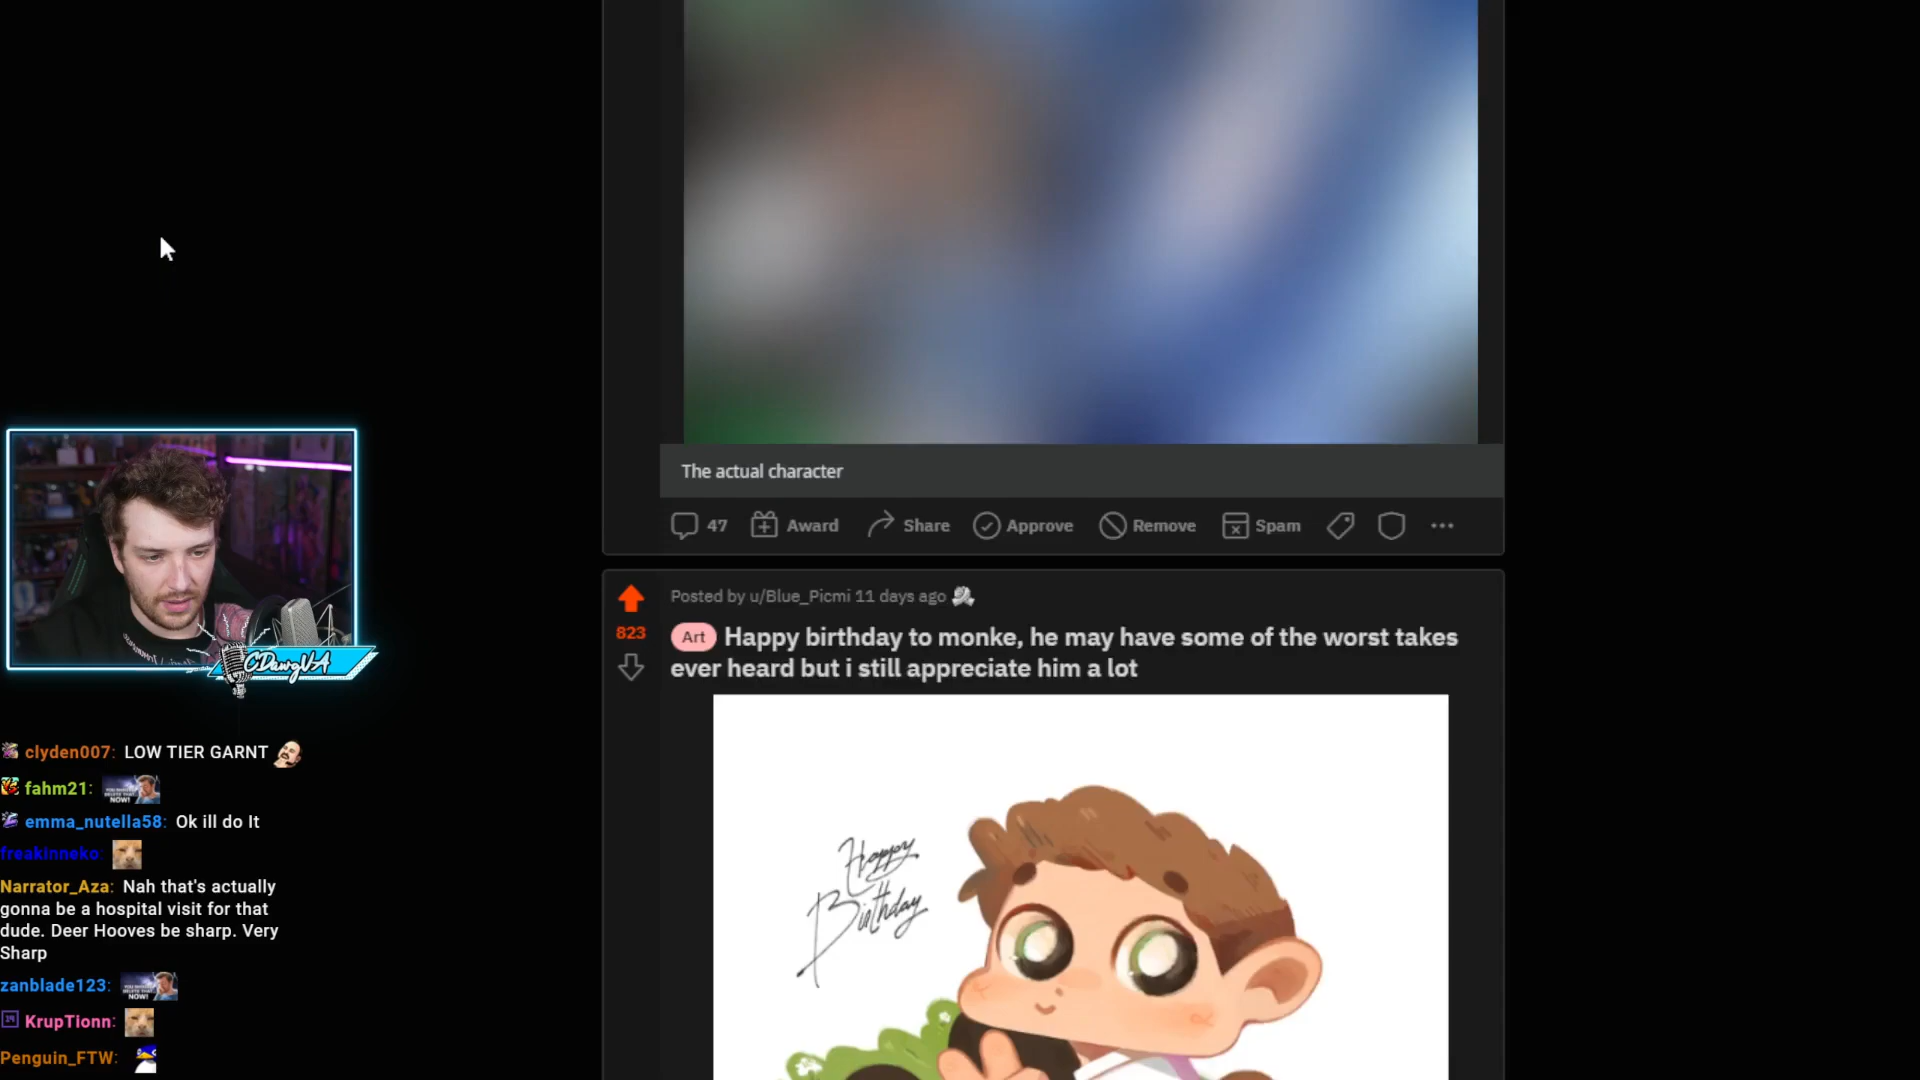 The actual character
47 Award Share Approve Remove Spam
Posted by u/Blue_Picmi 11 days ago
823
Art Happy birthday to monke, he may have some of the worst takes
ever heard but i still appreciate him a lot
Happy
Birthday
CDawgVA
clyden007: LOW TIER GARNT
fahm21:
NOW!
emma_nutella58: Ok ill do It
freakinneko:
Narrator_Aza: Nah that's actually
gonna be a hospital visit for that
dude. Deer Hooves be sharp. Very
Sharp
zanblade123:
NOW!
KrupTionn:
Penguin_FTW: